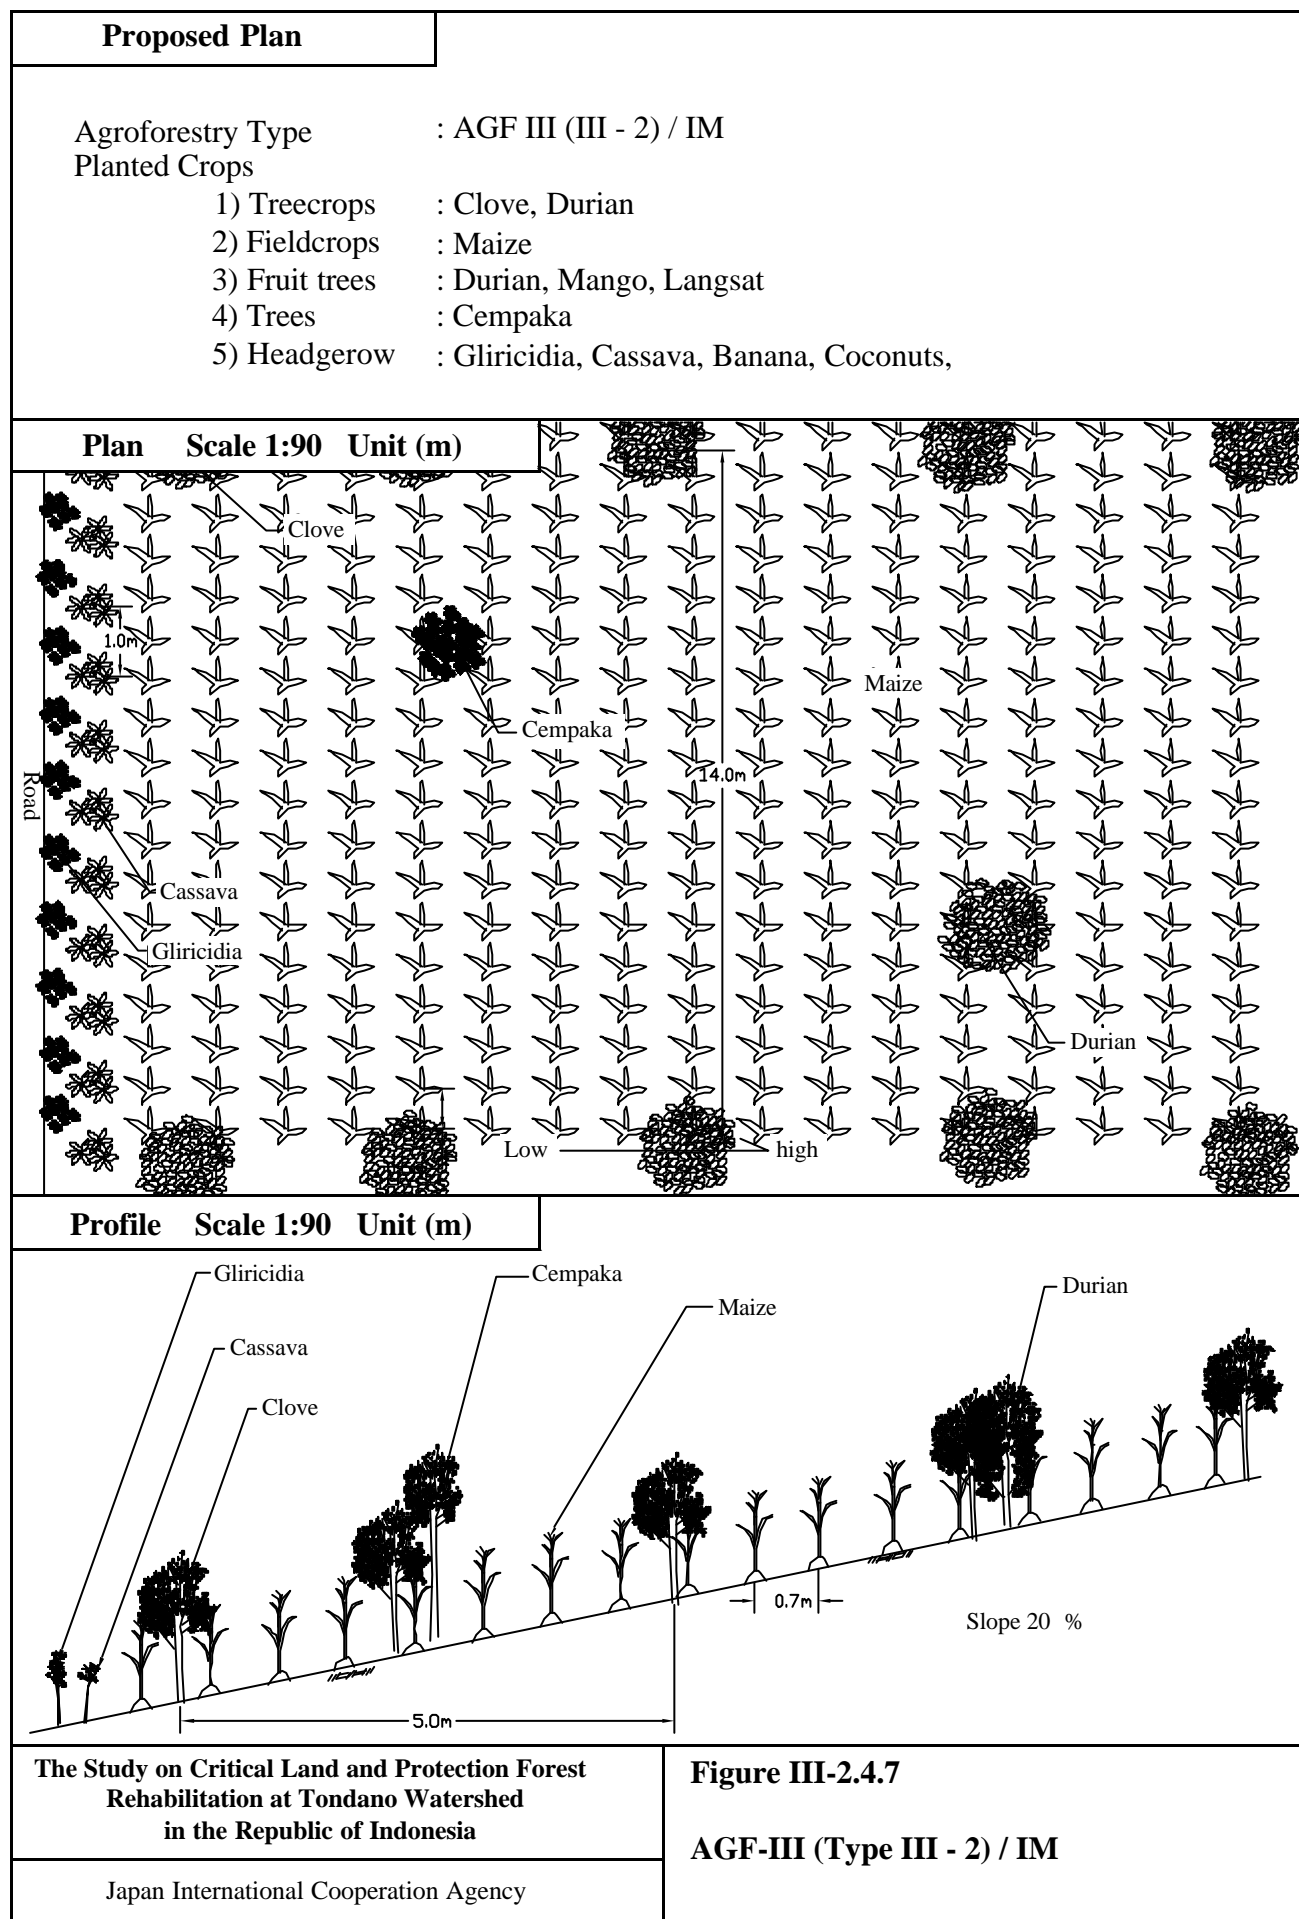 Proposed Plan
Agroforestry Type : AGF III (III - 2) / IM
Planted Crops
1) Treecrops : Clove, Durian
2) Fieldcrops : Maize
3) Fruit trees : Durian, Mango, Langsat
4) Trees : Cempaka
5) Headgerow : Gliricidia, Cassava, Banana, Coconuts,
Plan Scale 1:90 Unit (m)
Clove
1.0m
Maize
Cempaka
14.0m
Road
Cassava
Gliricidia
Durian
Low high
Profile Scale 1:90 Unit (m)
Gliricidia
Cempaka
Durian
Maize
Cassava
Clove
0.7m
Slope 20 %
5.0m
The Study on Critical Land and Protection Forest
Rehabilitation at Tondano Watershed
in the Republic of Indonesia
Japan International Cooperation Agency
Figure III-2.4.7
AGF-III (Type III - 2) / IM